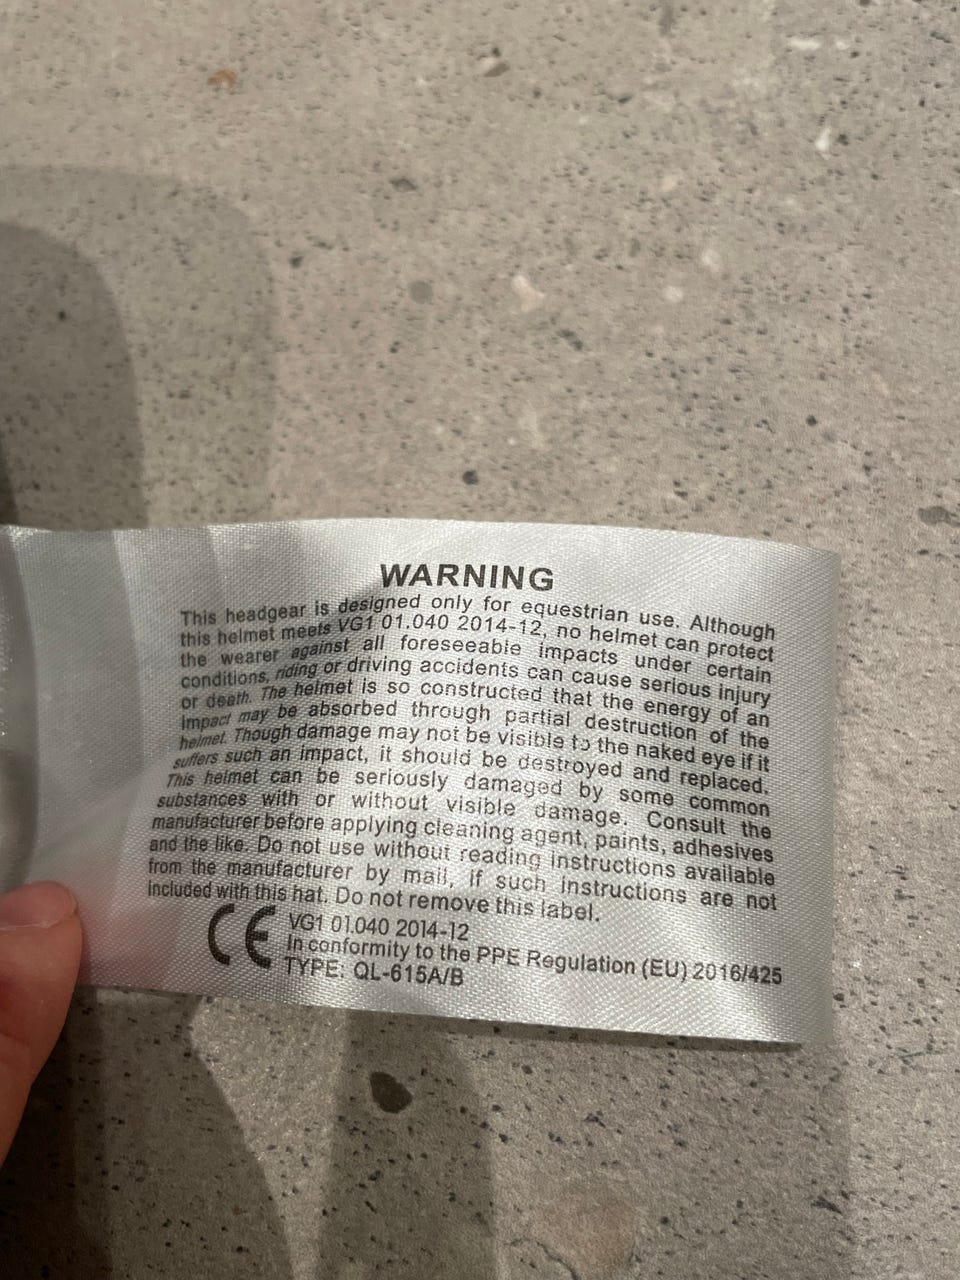 WARNING
This headgear is designed only for equestrian use. Although
this helmet meets VG1 01.040 2014-12, no helmet can protect
the wearer against all foreseeable impacts under certain
conditions, riding or driving accidents can cause serious injury
or death. The helmet is so constructed that the energy of an
impact may be absorbed through partial destruction of the
helmet. Though damage may not be visible to the naked eye if it
suffers such an impact, it should be destroyed and replaced.
This helmet can be seriously damaged by some common
substances with or without visible damage. Consult the
manufacturer before applying cleaning agent, paints, adhesives
and the like. Do not use without reading instructions available
from the manufacturer by mail, if such instructions are not
included with this hat. Do not remove this label.
CE VG1 01.040 2014-12
In conformity to the PPE Regulation (EU) 2016/425
TYPE: QL-615A/B